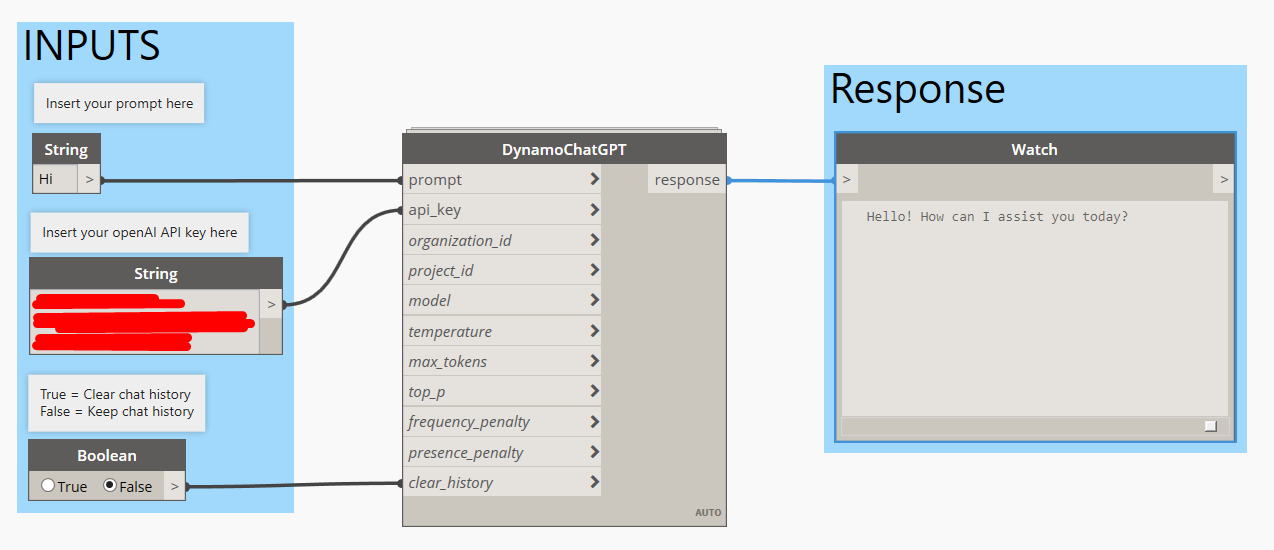 INPUTS
Insert your prompt here
String
Hi
>
Insert your openAI API key here
String
>
True = Clear chat history
False = Keep chat history
Boolean
True False >
DynamoChatGPT
prompt
response
api_key
organization_id
project_id
model
temperature
max_tokens
top_p
frequency_penalty
presence_penalty
clear_history
AUTO
Response
Watch
> >
Hello! How can I assist you today?